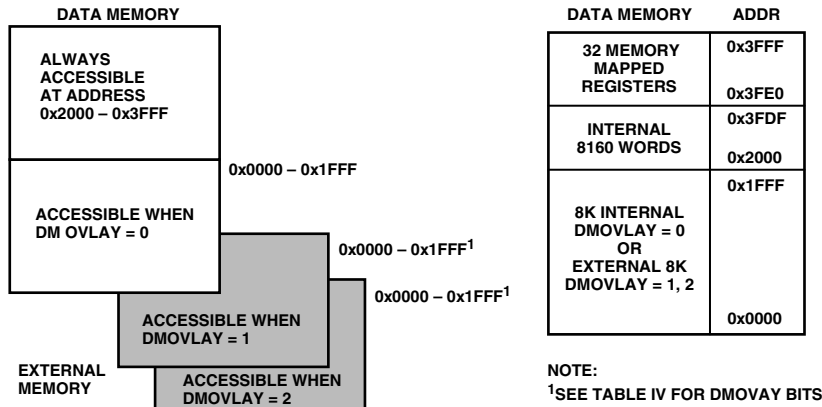 DATA MEMORY
ALWAYS
ACCESSIBLE
AT ADDRESS
0x2000 – 0x3FFF
0x0000 – 0x1FFF
ACCESSIBLE WHEN
DM OVLAY = 0
0x0000 – 0x1FFF1
0x0000 – 0x1FFF1
ACCESSIBLE WHEN
DMOVLAY = 1
EXTERNAL
MEMORY
ACCESSIBLE WHEN
DMOVLAY = 2
DATA MEMORY ADDR
32 MEMORY
MAPPED
REGISTERS
0x3FFF
0x3FE0
INTERNAL
8160 WORDS
0x3FDF
0x2000
8K INTERNAL
DMOVLAY = 0
OR
EXTERNAL 8K
DMOVLAY = 1, 2
0x1FFF
0x0000
NOTE:
1SEE TABLE IV FOR DMOVAY BITS